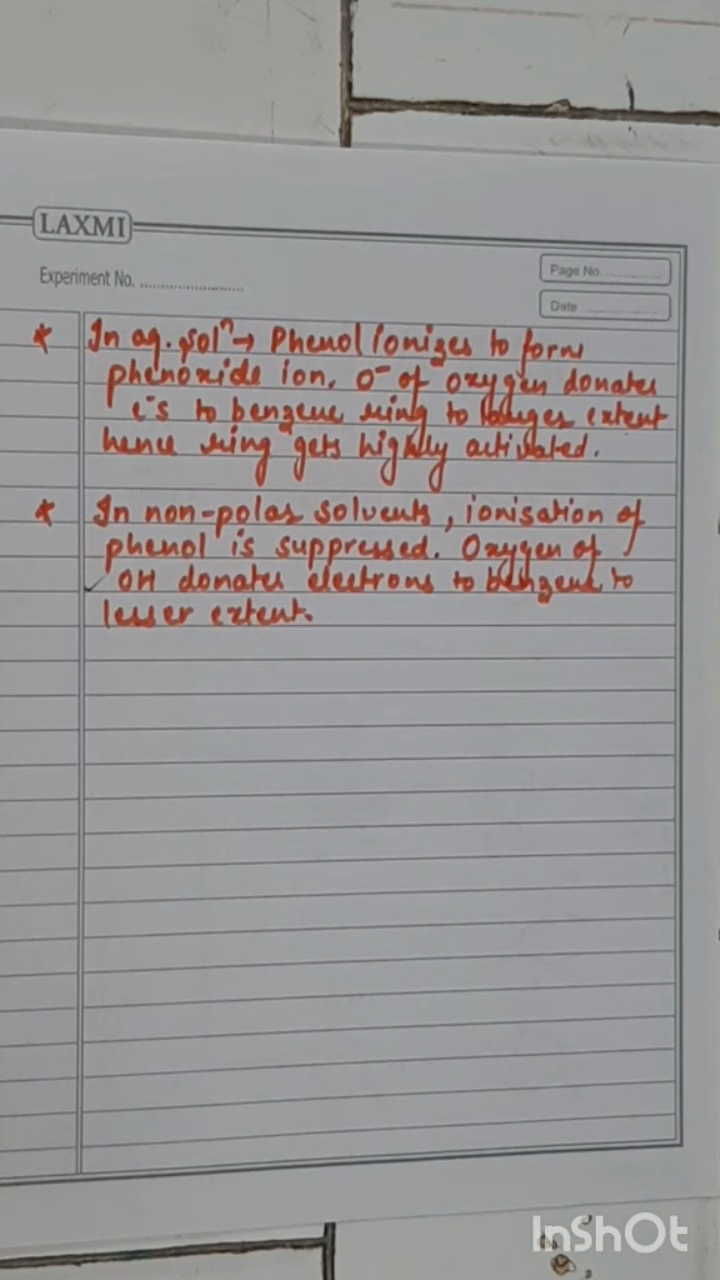 LAXMI
Experiment No. ........................
Page No. ................
Date ................
* In aq. solⁿ → Phenol ionizes to form
phenoxide ion. O⁻ of oxygen donates
e⁻s to benzene ring to larger extent
hence ring gets highly activated.
* In non-polar solvents, ionisation of
phenol is suppressed. Oxygen of
OH donates electrons to benzene to
lesser extent.
InShOt